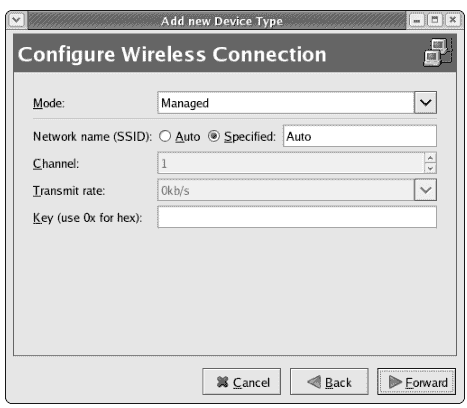 Add new Device Type
Configure Wireless Connection
Mode: Managed
Network name (SSID): Auto Specified: Auto
Channel: 1
Transmit rate: 0kb/s
Key (use 0x for hex):
Cancel Back Forward